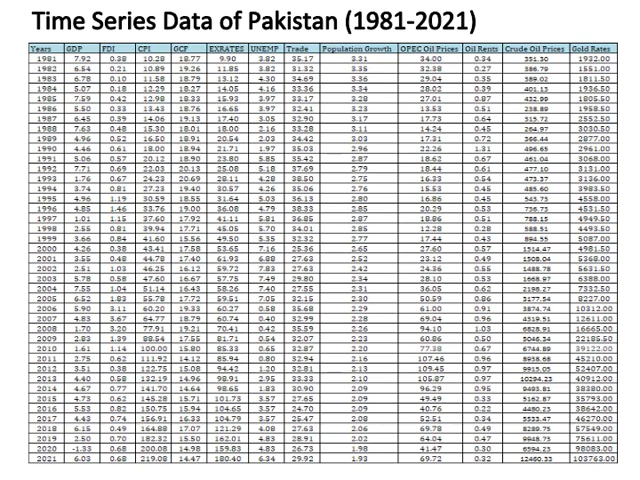 Time Series Data of Pakistan (1981-2021)
Years GDP FDI CPI GCF EXRATES UNEMP Trade Population Growth OPEC Oil Prices Oil Rents Crude Oil Prices Gold Rates
1981 7.92 0.38 10.28 18.77 9.90 3.82 35.17 3.31 34.00 0.34 351.30 1932.00
1982 6.54 0.21 10.89 19.26 11.85 3.82 31.32 3.35 32.38 0.27 386.79 1551.00
1983 6.78 0.10 11.58 18.79 13.12 4.30 34.69 3.36 29.04 0.35 389.02 1811.50
1984 5.07 0.18 12.29 18.27 14.05 4.16 33.36 3.34 28.02 0.39 401.13 1936.50
1985 7.59 0.42 12.98 18.33 15.93 3.97 33.17 3.28 27.01 0.87 432.99 1805.50
1986 5.50 0.33 13.43 18.76 16.65 3.97 32.41 3.23 13.53 0.51 238.89 1958.50
1987 6.45 0.39 14.06 19.13 17.40 3.05 32.90 3.17 17.73 0.64 315.72 2552.50
1988 7.63 0.48 15.30 18.01 18.00 2.16 33.28 3.11 14.24 0.45 264.97 3030.50
1989 4.96 0.52 16.50 18.91 20.54 2.03 34.42 3.03 17.31 0.72 366.44 2877.00
1990 4.46 0.61 18.00 18.94 21.71 1.97 35.03 2.96 22.26 1.31 496.65 2961.00
1991 5.06 0.57 20.12 18.90 23.80 5.85 35.42 2.87 18.62 0.67 461.04 3068.00
1992 7.71 0.69 22.03 20.13 25.08 5.18 37.69 2.79 18.44 0.61 477.10 3131.00
1993 1.76 0.67 24.23 20.69 28.11 4.28 38.50 2.75 16.33 0.54 473.37 3136.00
1994 3.74 0.81 27.23 19.40 30.57 4.26 35.06 2.76 15.53 0.45 485.60 3983.50
1995 4.96 1.19 30.59 18.55 31.64 5.03 36.13 2.80 16.86 0.45 543.73 4558.00
1996 4.85 1.46 33.76 19.00 36.08 4.79 38.33 2.85 20.29 0.53 736.73 4531.50
1997 1.01 1.15 37.60 17.92 41.11 5.81 36.85 2.87 18.86 0.51 788.15 4949.50
1998 2.55 0.81 39.94 17.71 45.05 5.70 34.01 2.85 12.28 0.28 588.51 4493.50
1999 3.66 0.84 41.60 15.56 49.50 5.35 32.32 2.77 17.44 0.43 894.55 5087.00
2000 4.26 0.38 43.41 17.58 53.65 7.16 25.36 2.65 27.60 0.57 1514.47 4981.50
2001 3.55 0.48 44.78 17.40 61.93 6.88 27.63 2.52 23.12 0.49 1508.04 5368.00
2002 2.51 1.03 46.25 16.12 59.72 7.83 27.63 2.42 24.36 0.55 1488.78 5631.50
2003 5.78 0.58 47.60 16.67 57.75 7.49 29.80 2.34 28.10 0.53 1668.97 6388.00
2004 7.55 1.04 51.14 16.43 58.26 7.40 27.55 2.31 36.05 0.62 2198.27 7332.50
2005 6.52 1.83 55.78 17.72 59.51 7.05 32.15 2.30 50.59 0.86 3177.54 8227.00
2006 5.90 3.11 60.20 19.33 60.27 0.58 35.68 2.29 61.00 0.91 3874.74 10312.00
2007 4.83 3.67 64.77 18.79 60.74 0.40 32.99 2.28 69.04 0.96 4319.51 12611.00
2008 1.70 3.20 77.91 19.21 70.41 0.42 35.59 2.26 94.10 1.03 6828.91 16665.00
2009 2.83 1.39 88.54 17.55 81.71 0.54 32.07 2.23 60.86 0.50 5046.34 22185.50
2010 1.61 1.14 100.00 15.80 85.33 0.65 32.87 2.20 77.38 0.67 6744.89 39122.00
2011 2.75 0.62 111.92 14.12 85.94 0.80 32.94 2.16 107.46 0.96 8938.68 45210.00
2012 3.51 0.38 122.75 15.08 94.42 1.20 32.81 2.13 109.45 0.97 9915.05 52407.00
2013 4.40 0.58 132.19 14.96 98.91 2.95 33.33 2.10 105.87 0.97 10294.23 40912.00
2014 4.67 0.77 141.70 14.64 98.65 1.83 30.90 2.09 96.29 0.95 9493.81 38380.00
2015 4.73 0.62 145.28 15.71 101.73 3.57 27.65 2.09 49.49 0.33 5162.87 35793.00
2016 5.53 0.82 150.75 15.94 104.65 3.57 24.70 2.09 40.76 0.22 4480.23 38642.00
2017 4.43 0.74 156.91 16.33 104.79 3.57 25.47 2.08 52.51 0.34 5553.47 46270.00
2018 6.15 0.49 164.88 17.07 121.29 4.08 27.63 2.06 69.78 0.49 8289.75 57549.00
2019 2.50 0.70 182.32 15.50 162.01 4.83 28.91 2.02 64.04 0.47 9948.73 75611.00
2020 -1.33 0.68 200.08 14.98 159.83 4.83 26.73 1.98 41.47 0.30 6594.23 98083.00
2021 6.03 0.68 219.08 14.47 180.40 6.34 29.92 1.93 69.72 0.32 12460.33 103763.00